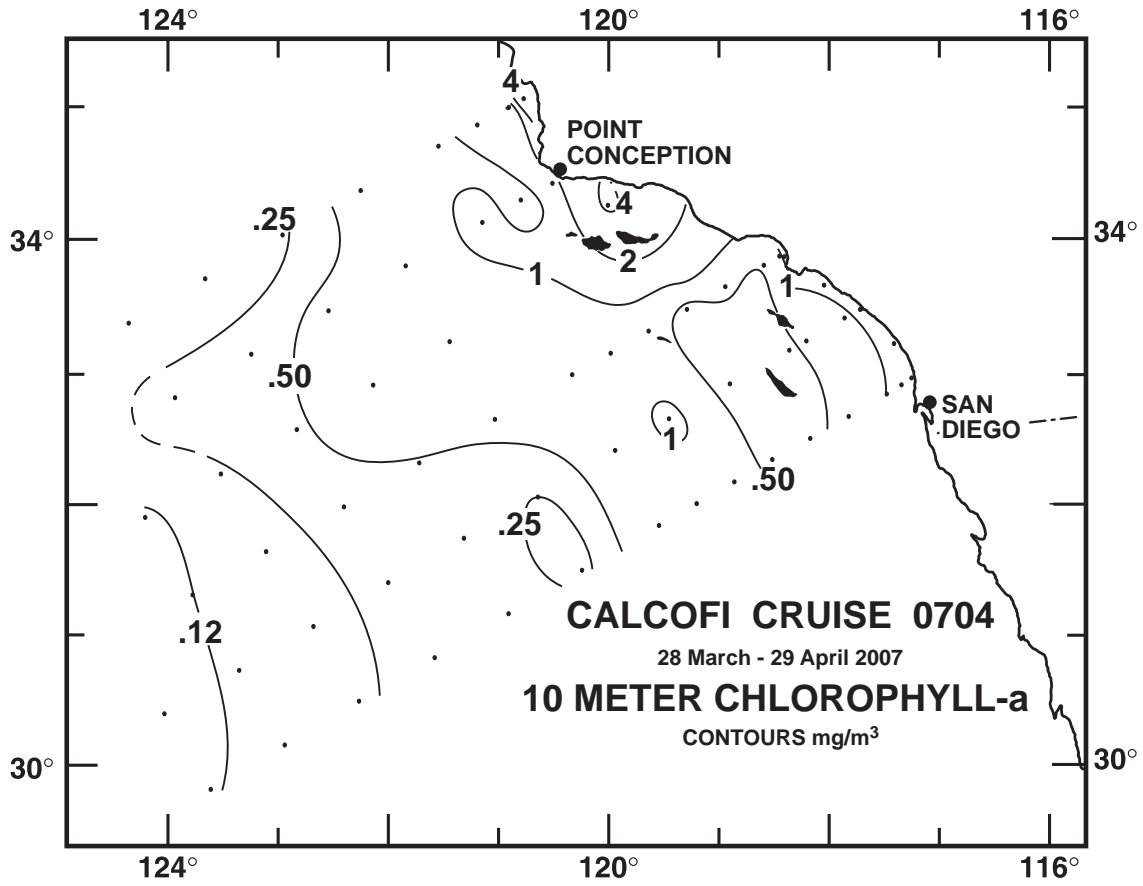 124° 120° 116°
4
POINT
CONCEPTION
4
.25
34° 34°
2
1
1
.50
SAN
DIEGO
1
.50
.25
CALCOFI CRUISE 0704
.12
28 March - 29 April 2007
10 METER CHLOROPHYLL-a
CONTOURS mg/m³
30° 30°
124° 120° 116°